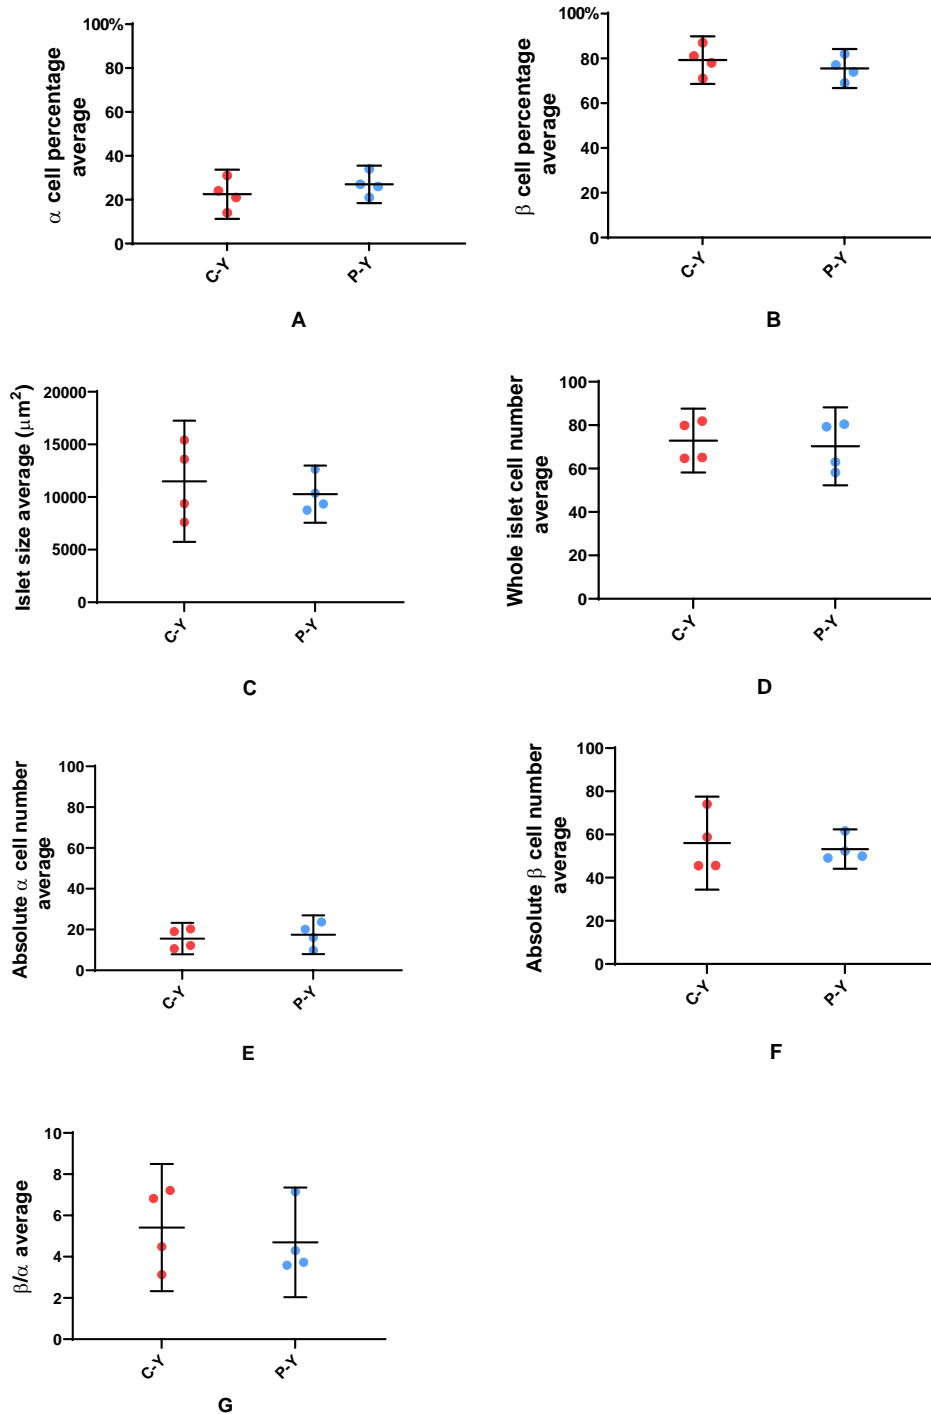 α cell percentage
average
100%
80
60
40
20
0
C-Y
P-Y
A
β cell percentage
average
100%
80
60
40
20
0
C-Y
P-Y
B
Islet size average (μm²)
20000
15000
10000
5000
0
C-Y
P-Y
C
Whole islet cell number
average
100
80
60
40
20
0
C-Y
P-Y
D
Absolute α cell number
average
100
80
60
40
20
0
C-Y
P-Y
E
Absolute β cell number
average
100
80
60
40
20
0
C-Y
P-Y
F
β/α average
10
8
6
4
2
0
C-Y
P-Y
G